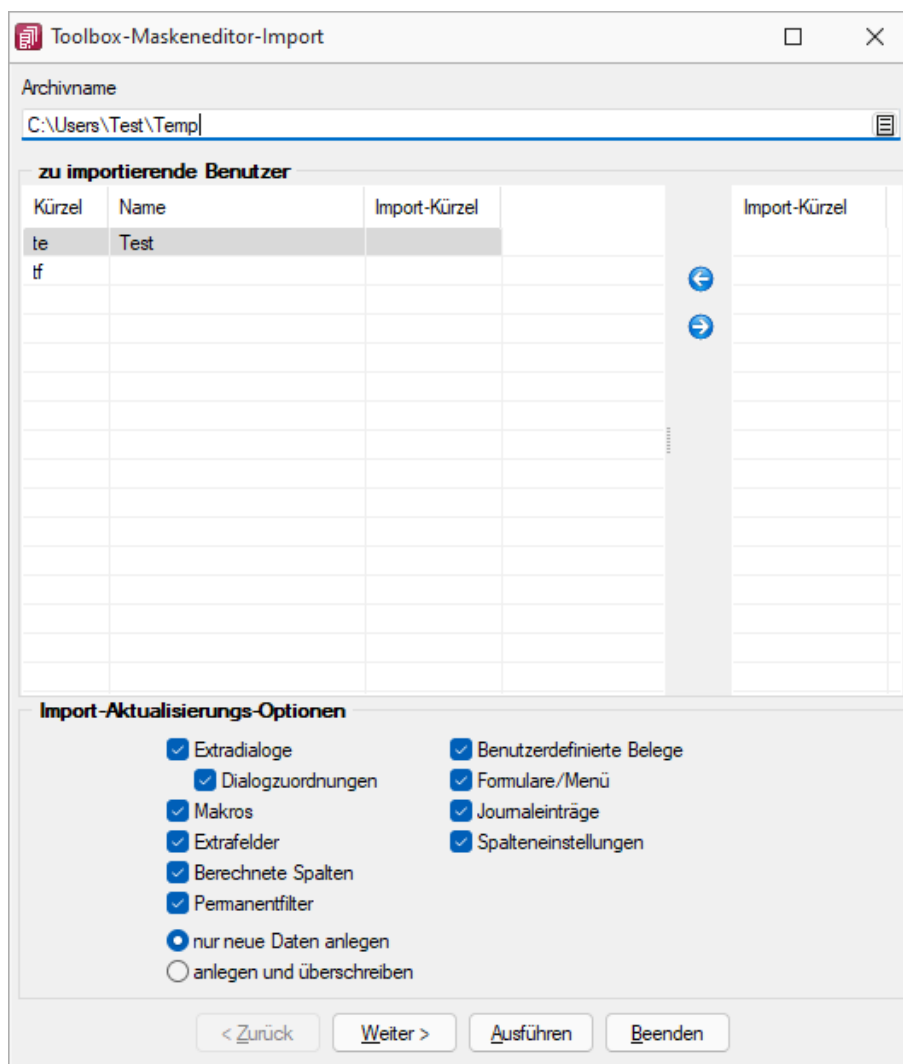 Toolbox-Maskeneditor-Import
Archivname
C:\Users\Test\Temp
zu importierende Benutzer
Kürzel Name Import-Kürzel Import-Kürzel
te Test
tf
Import-Aktualisierungs-Optionen
Extradialoge Benutzerdefinierte Belege
Dialogzuordnungen Formulare/Menü
Makros Journaleinträge
Extrafelder Spalteneinstellungen
Berechnete Spalten
Permanentfilter
nur neue Daten anlegen
anlegen und überschreiben
< Zurück Weiter > Ausführen Beenden